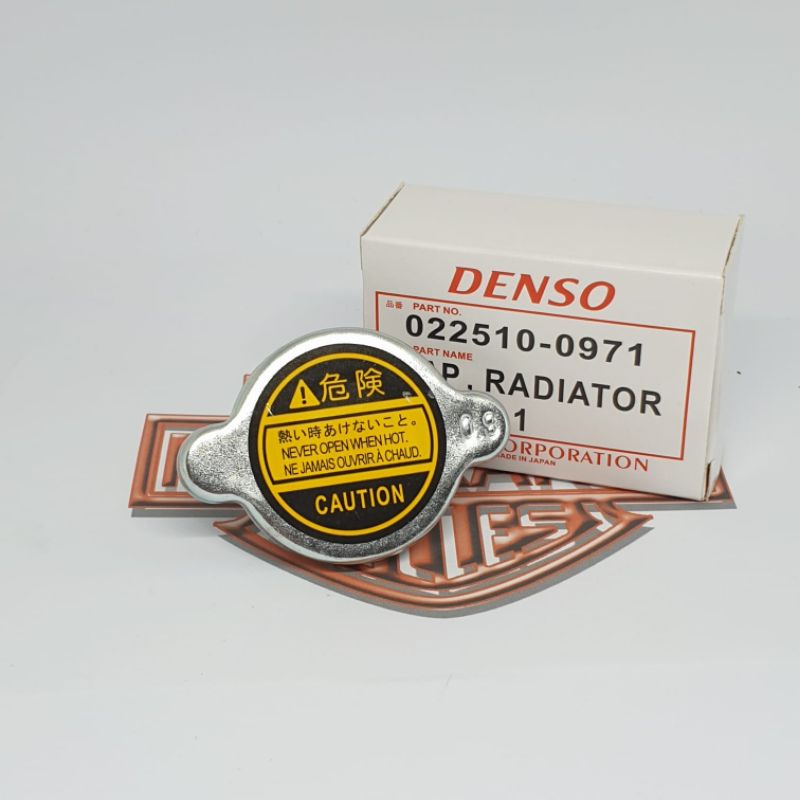 DENSO
品番 PART NO.
022510-0971
PART NAME
AP , RADIATOR
1
ORPORATION
MADE IN JAPAN
危険
熱い時あけないこと。
NEVER OPEN WHEN HOT.
NE JAMAIS OUVRIR À CHAUD.
CAUTION